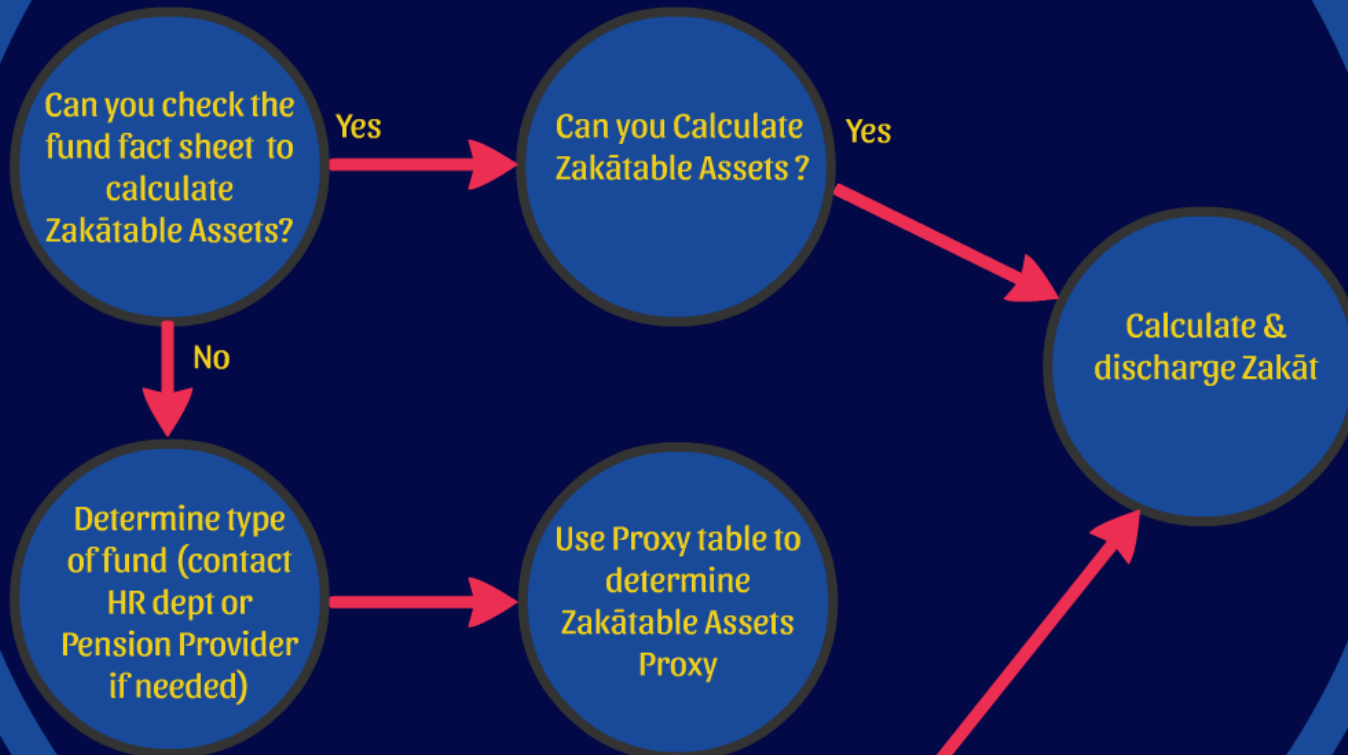 Can you check the
fund fact sheet to
calculate
Zakātable Assets?
Yes
Can you Calculate
Zakātable Assets ?
Yes
Calculate &
discharge Zakāt
No
Determine type
of fund (contact
HR dept or
Pension Provider
if needed)
Use Proxy table to
determine
Zakātable Assets
Proxy